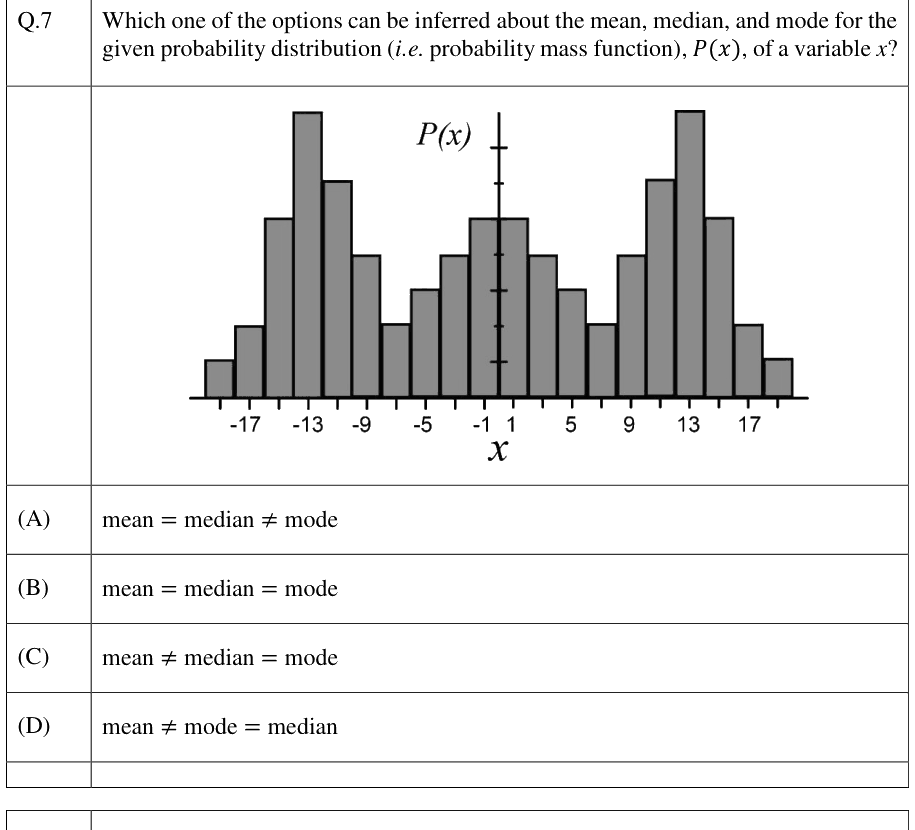 Q.7
Which one of the options can be inferred about the mean, median, and mode for the
given probability distribution (i.e. probability mass function), P(x), of a variable x?
P(x)
-17 -13 -9 -5 -1 1 5 9 13 17
x
(A) mean = median ≠ mode
(B) mean = median = mode
(C) mean ≠ median = mode
(D) mean ≠ mode = median